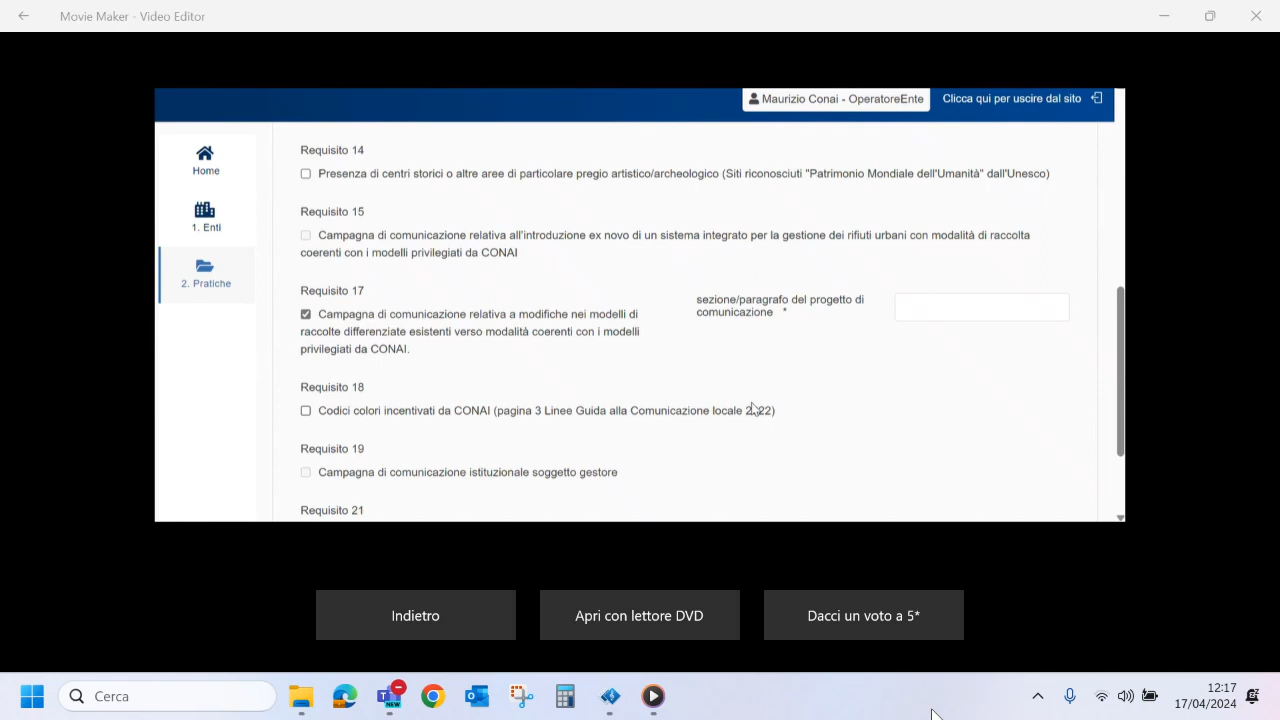 Movie Maker - Video Editor
Maurizio Conai - OperatoreEnte
Clicca qui per uscire dal sito
Home
1. Enti
2. Pratiche
Requisito 14
Presenza di centri storici o altre aree di particolare pregio artistico/archeologico (Siti riconosciuti "Patrimonio Mondiale dell'Umanità" dall'Unesco)
Requisito 15
Campagna di comunicazione relativa all'introduzione ex novo di un sistema integrato per la gestione dei rifiuti urbani con modalità di raccolta
coerenti con i modelli privilegiati da CONAI
Requisito 17
Campagna di comunicazione relativa a modifiche nei modelli di
raccolte differenziate esistenti verso modalità coerenti con i modelli
privilegiati da CONAI.
sezione/paragrafo del progetto di
comunicazione *
Requisito 18
Codici colori incentivati da CONAI (pagina 3 Linee Guida alla Comunicazione locale 2022)
Requisito 19
Campagna di comunicazione istituzionale soggetto gestore
Requisito 21
Indietro
Apri con lettore DVD
Dacci un voto a 5*
Cerca
NEW
12:17
17/04/2024